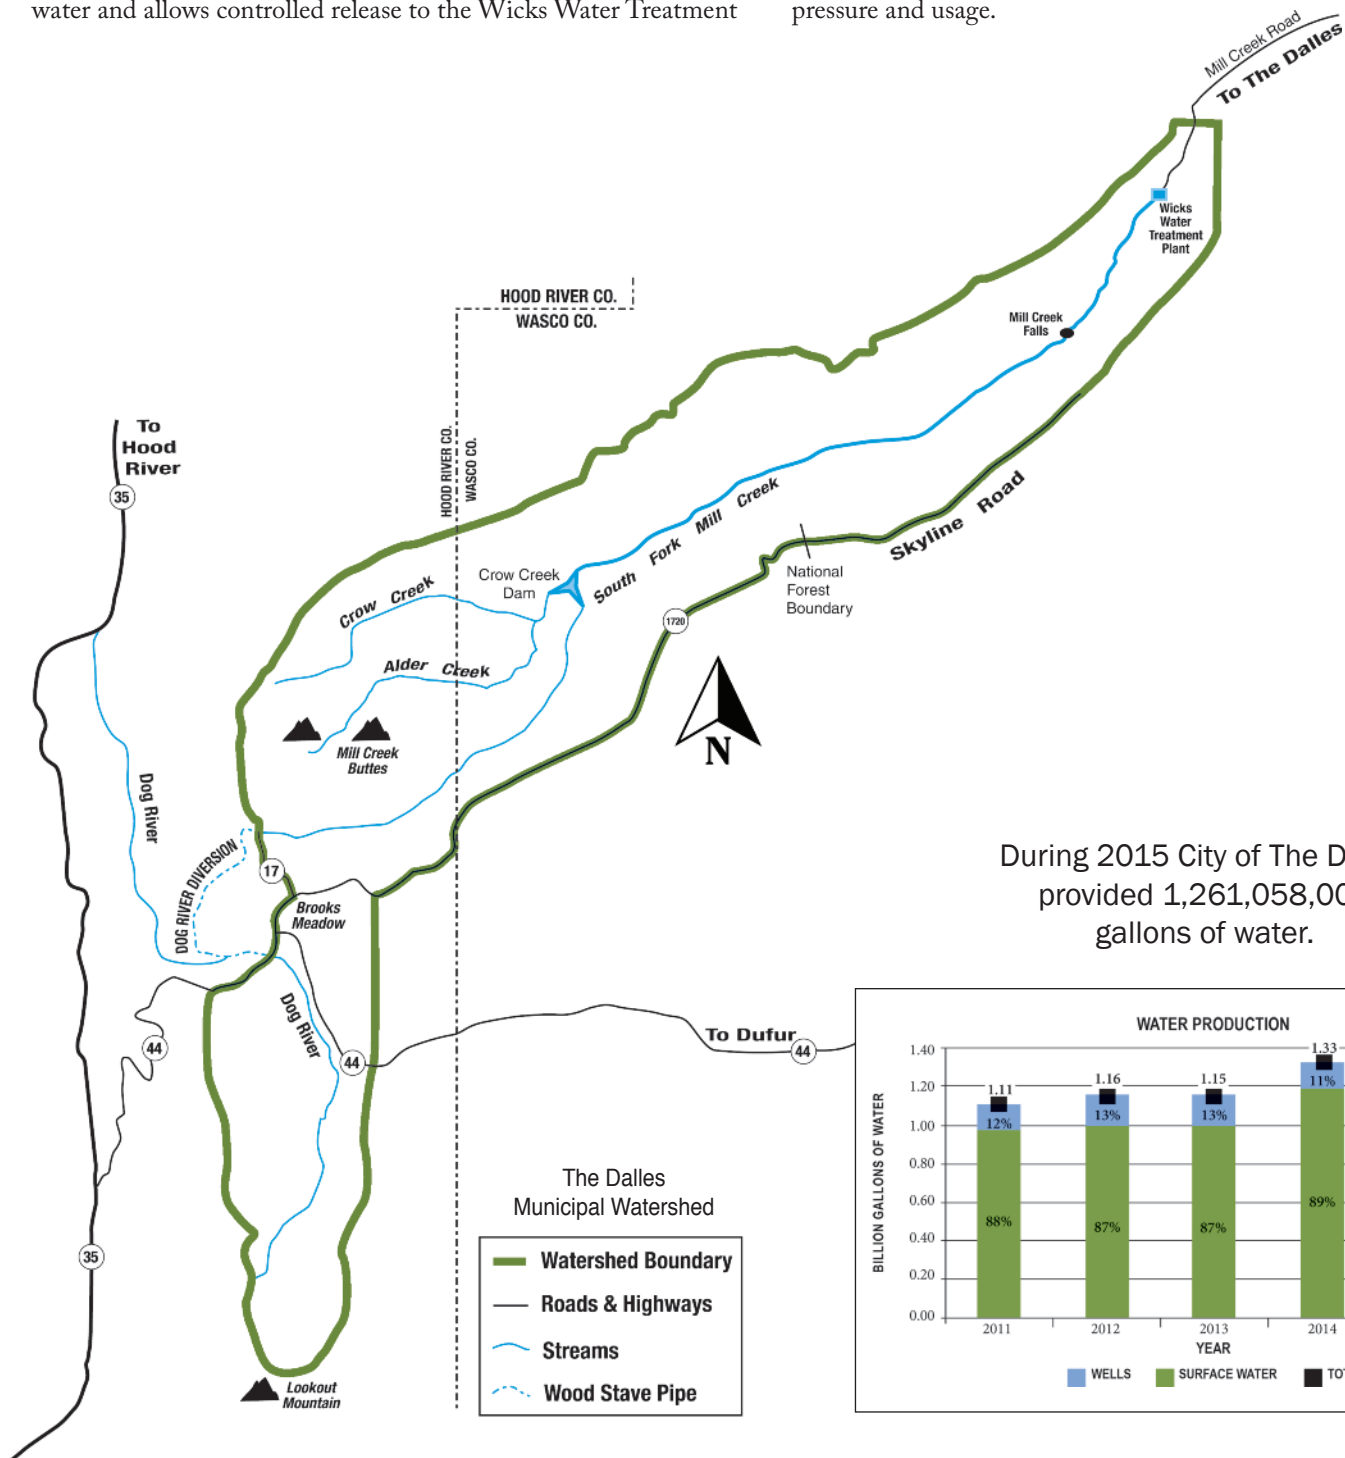 water and allows controlled release to the Wicks Water Treatment
pressure and usage.
Mill Creek Road
To The Dalles
Wicks
Water
Treatment
Plant
Mill Creek
Falls
HOOD RIVER CO.
WASCO CO.
To
Hood
River
35
HOOD RIVER CO.
WASCO CO.
South Fork Mill Creek
Skyline Road
National
Forest
Boundary
1720
Crow Creek
Dam
Crow Creek
Alder Creek
Mill Creek
Buttes
N
Dog River
DOG RIVER DIVERSION
17
Brooks
Meadow
Dog River
44
44
To Dufur
44
35
Lookout
Mountain
The Dalles
Municipal Watershed
Watershed Boundary
Roads & Highways
Streams
Wood Stave Pipe
During 2015 City of The D
provided 1,261,058,00
gallons of water.
WATER PRODUCTION
BILLION GALLONS OF WATER
1.40
1.20
1.00
0.80
0.60
0.40
0.20
0.00
1.11
12%
88%
1.16
13%
87%
1.15
13%
87%
1.33
11%
89%
2011
2012
2013
2014
YEAR
WELLS
SURFACE WATER
TO